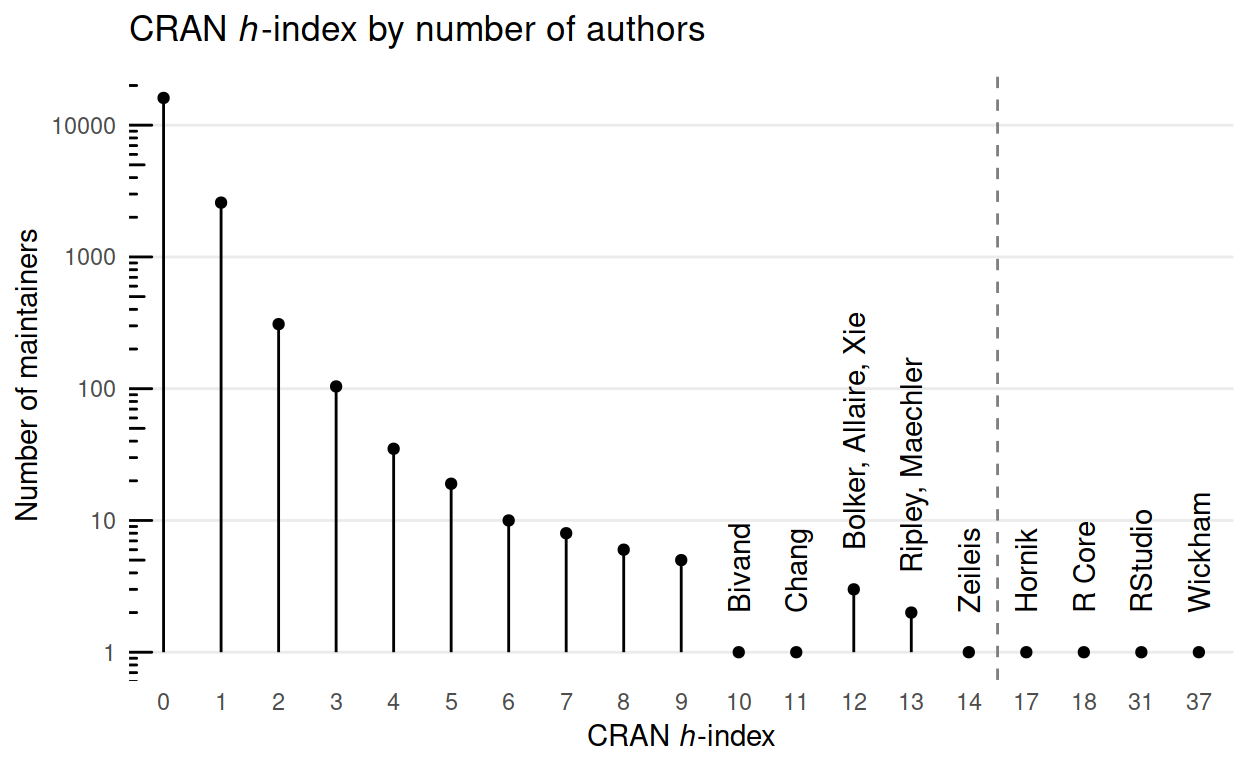 CRAN h-index by number of authors
Number of maintainers
10000
1000
100
10
1
Bivand
Chang
Bolker, Allaire, Xie
Ripley, Maechler
Zeileis
Hornik
R Core
RStudio
Wickham
0 1 2 3 4 5 6 7 8 9 10 11 12 13 14 17 18 31 37
CRAN h-index